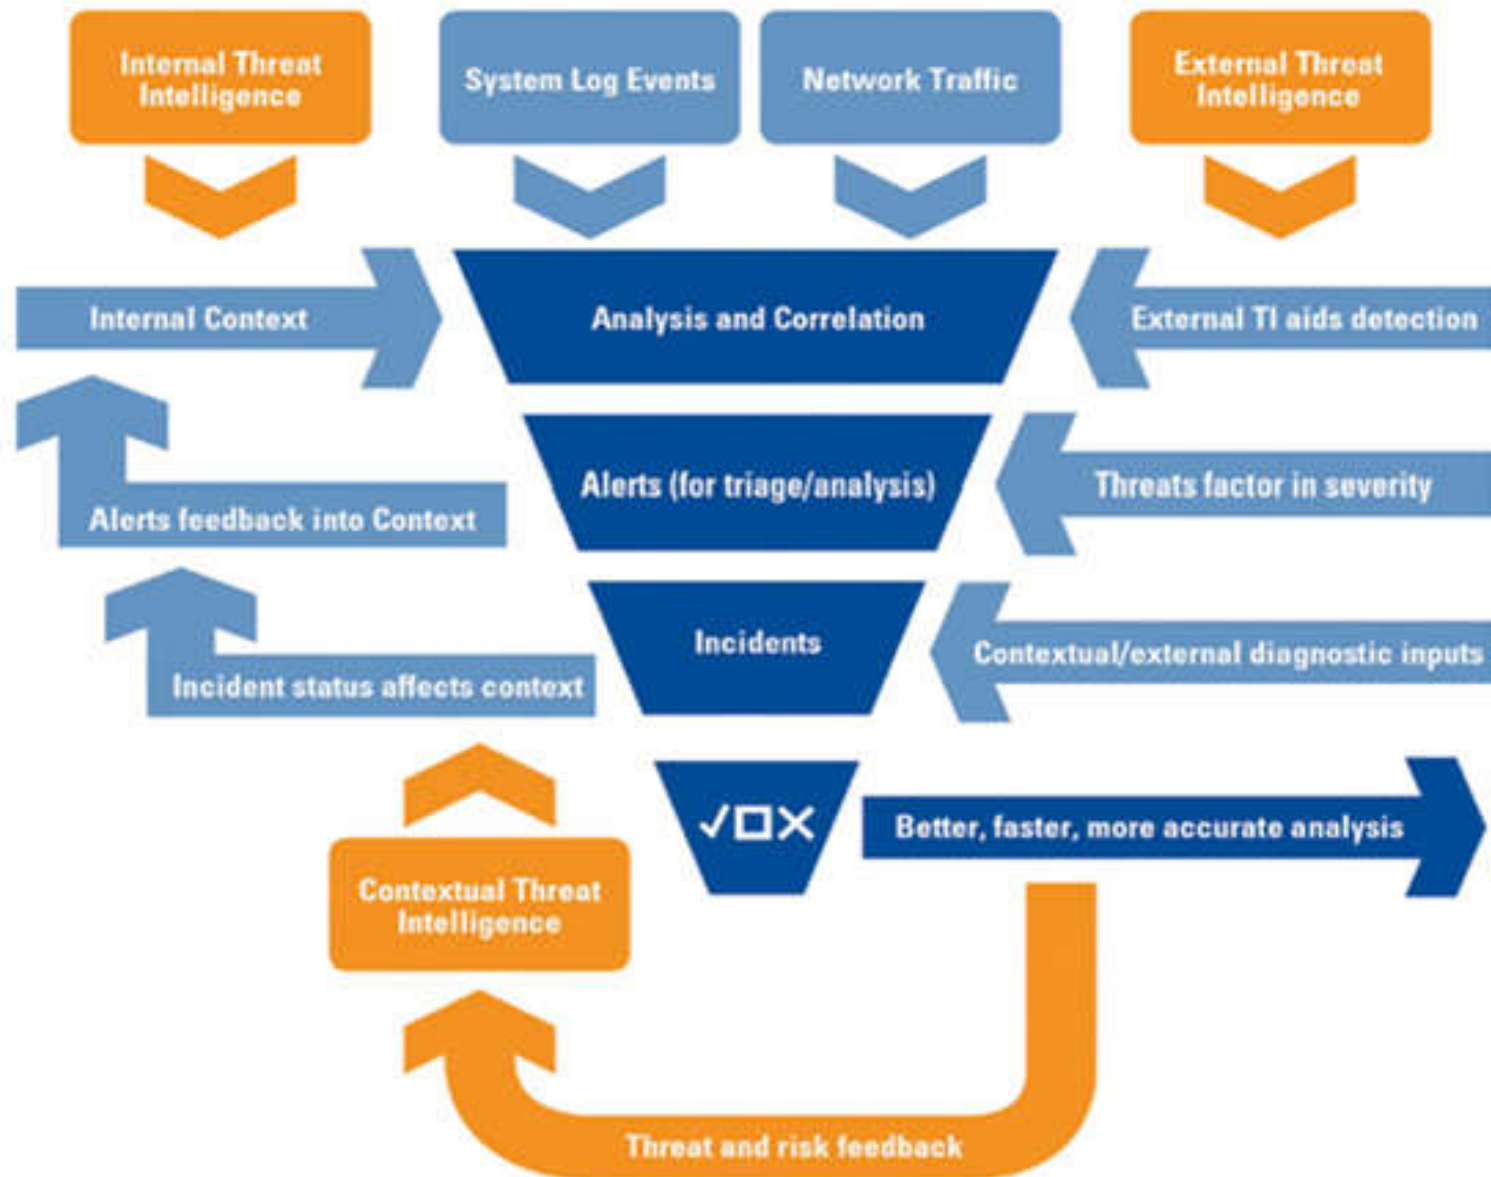 Internal Threat
Intelligence
System Log Events
Network Traffic
External Threat
Intelligence
Internal Context
Analysis and Correlation
External TI aids detection
Alerts (for triage/analysis)
Threats factor in severity
Alerts feedback into Context
Incidents
Contextual/external diagnostic inputs
Incident status affects context
√□×
Better, faster, more accurate analysis
Contextual Threat
Intelligence
Threat and risk feedback